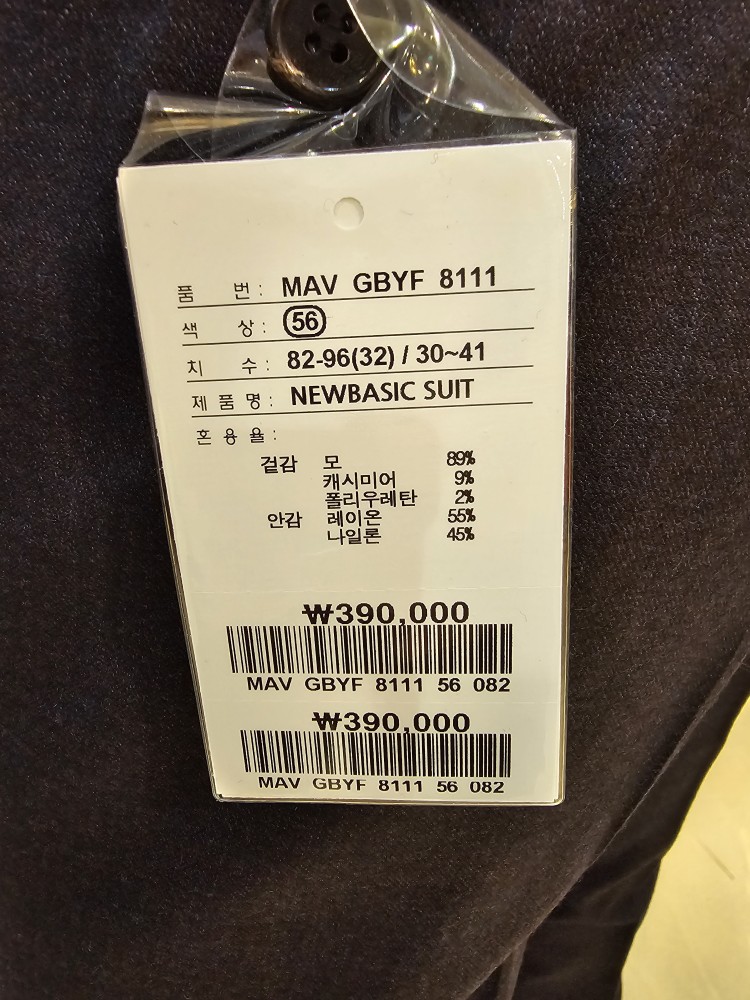 품 번 : MAV GBYF 8111
색 상 : 56
치 수 : 82-96(32) / 30~41
제 품 명 : NEWBASIC SUIT
혼 용 율 :
겉감 모 89%
캐시미어 9%
폴리우레탄 2%
안감 레이온 55%
나일론 45%
₩390,000
MAV GBYF 8111 56 082
₩390,000
MAV GBYF 8111 56 082